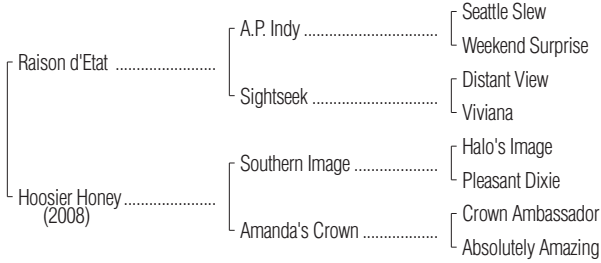 Seattle Slew
A.P. Indy ..................................
Weekend Surprise
Raison d'Etat .........................
Distant View
Sightseek ................................
Viviana
Halo's Image
Southern Image .....................
Pleasant Dixie
Hoosier Honey.......................
(2008)
Crown Ambassador
Amanda's Crown ...................
Absolutely Amazing